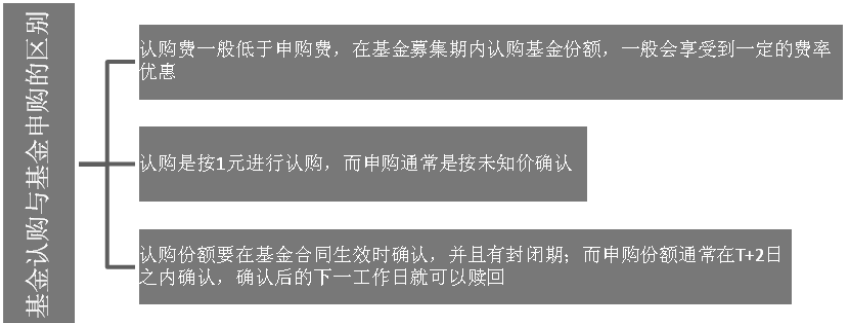 基金认购与基金申购的区别
认购费一般低于申购费，在基金募集期内认购基金份额，一般会享受到一定的费率
优惠
认购是按1元进行认购，而申购通常是按未知价确认
认购份额要在基金合同生效时确认，并且有封闭期；而申购份额通常在T+2日
之内确认，确认后的下一工作日就可以赎回